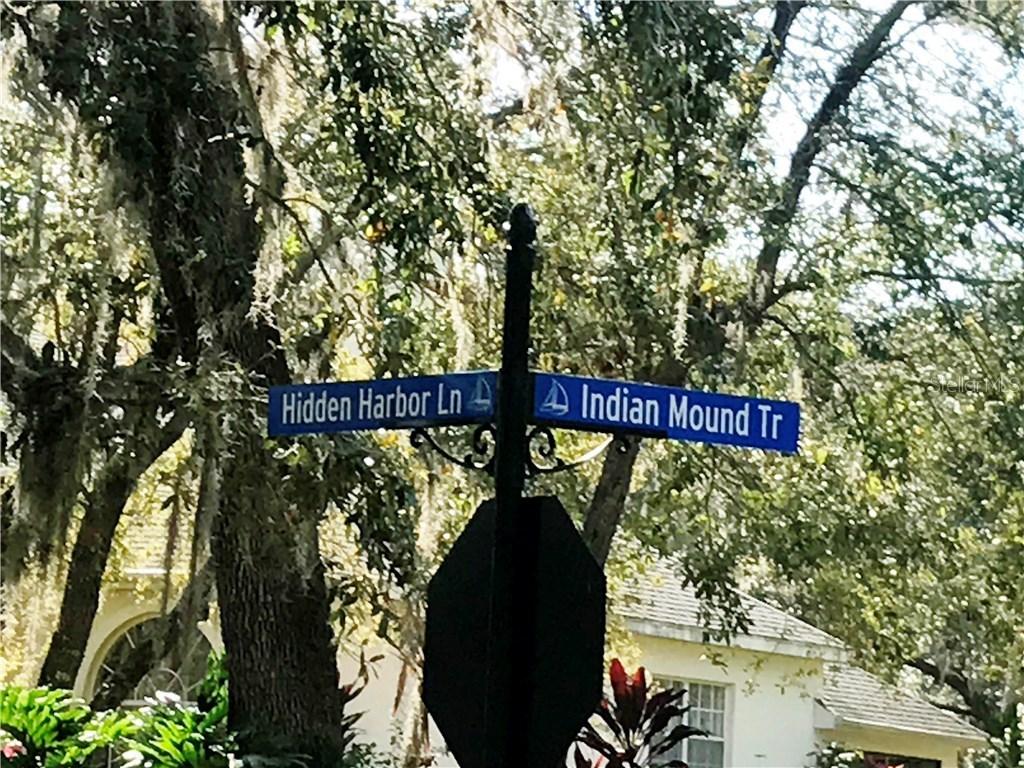 Hidden Harbor Ln
Indian Mound Tr
Stellar MLS